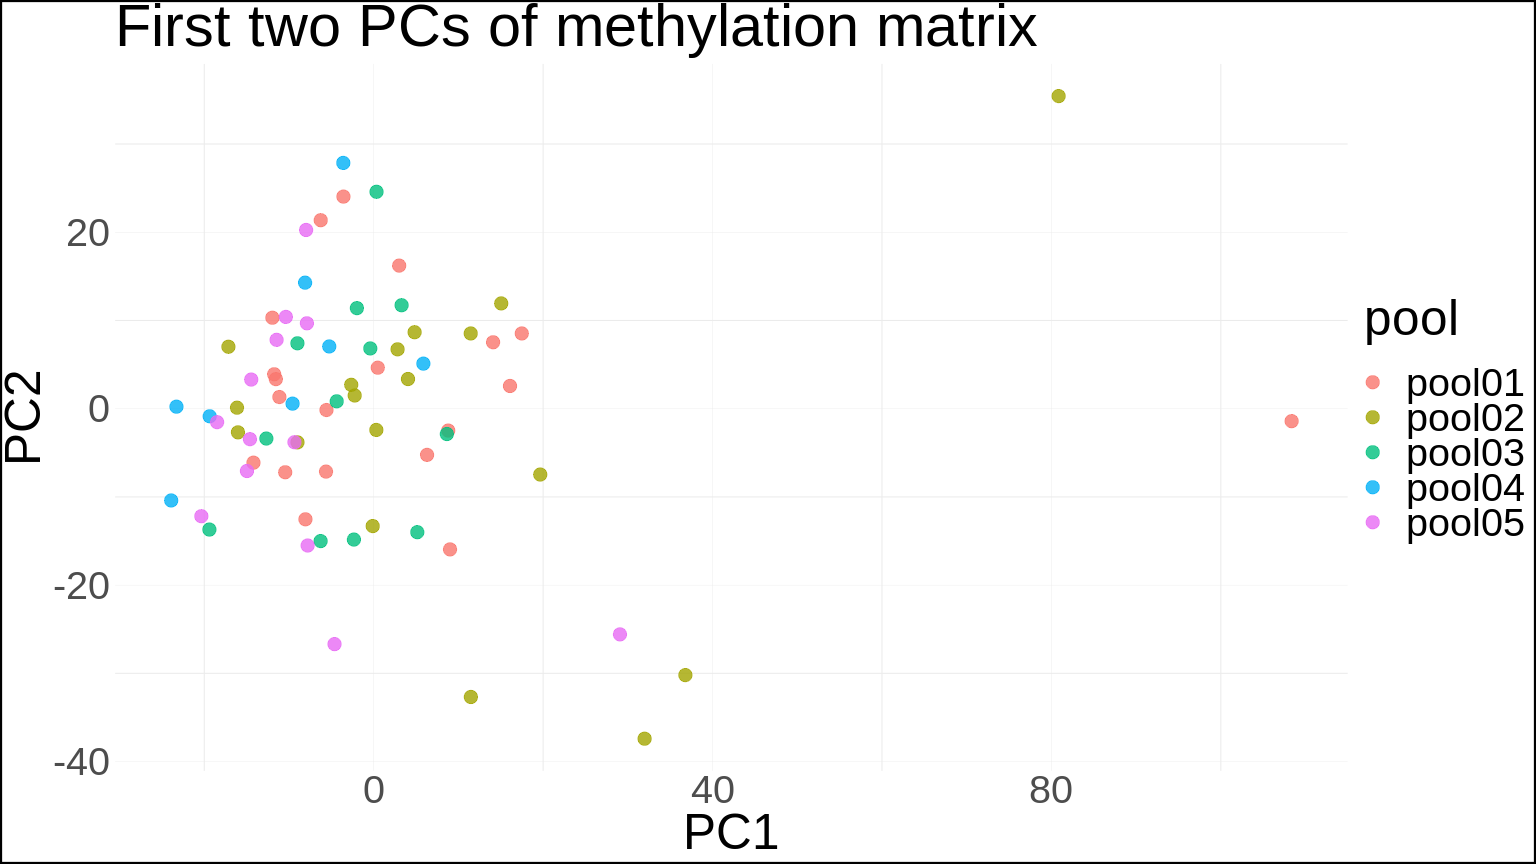 First two PCs of methylation matrix
PC2
20
0
-20
-40
0 40 80
PC1
pool
pool01
pool02
pool03
pool04
pool05